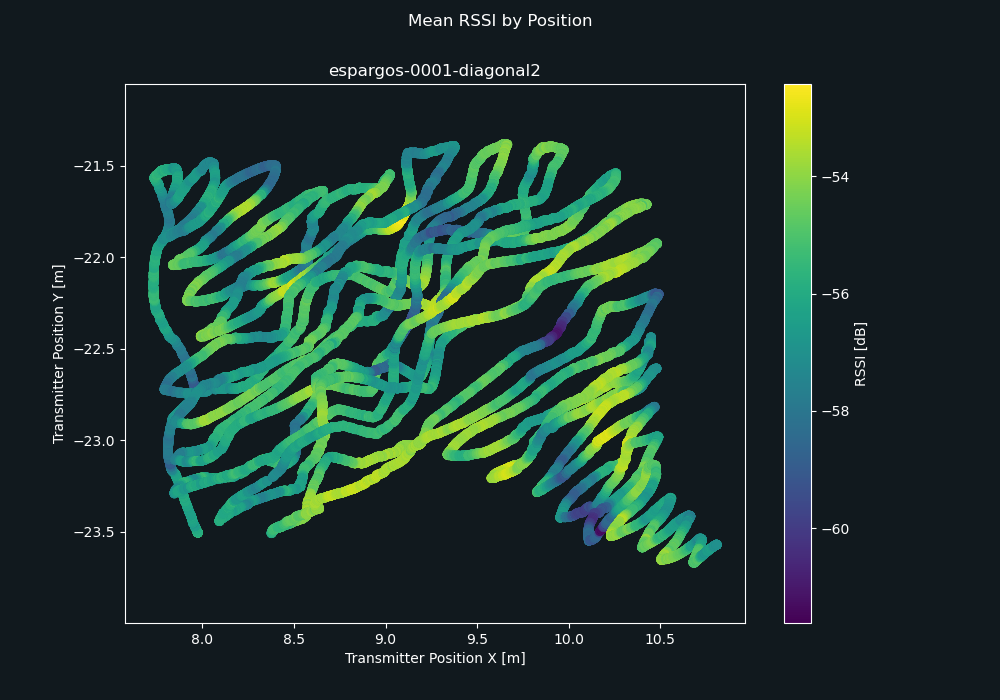 Mean RSSI by Position
espargos-0001-diagonal2
−21.5
−22.0
−22.5
−23.0
−23.5
Transmitter Position Y [m]
8.0 8.5 9.0 9.5 10.0 10.5
Transmitter Position X [m]
−54
−56
−58
−60
RSSI [dB]